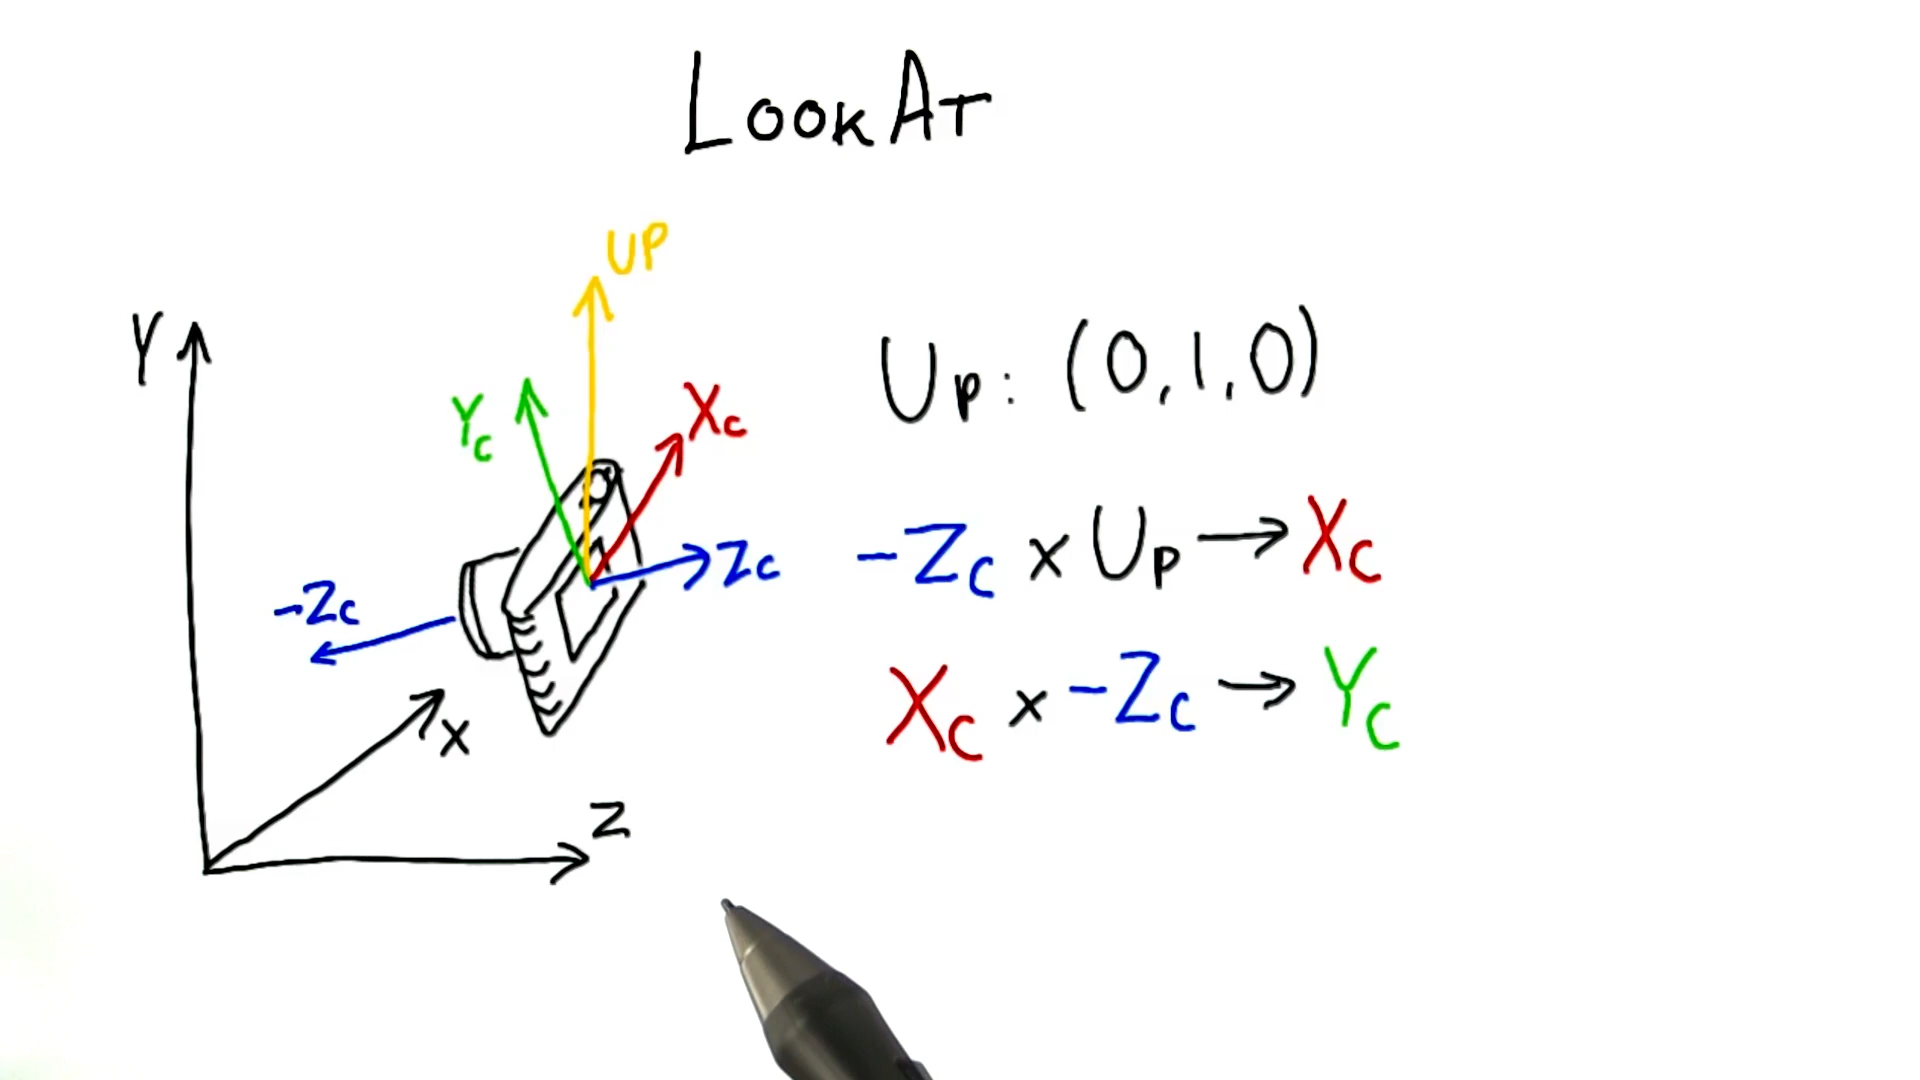 LookAt
UP
Y
Yc
Xc
Up: (0,1,0)
-Zc x Up → Xc
Zc
-Zc
Xc x -Zc → Yc
X
Z